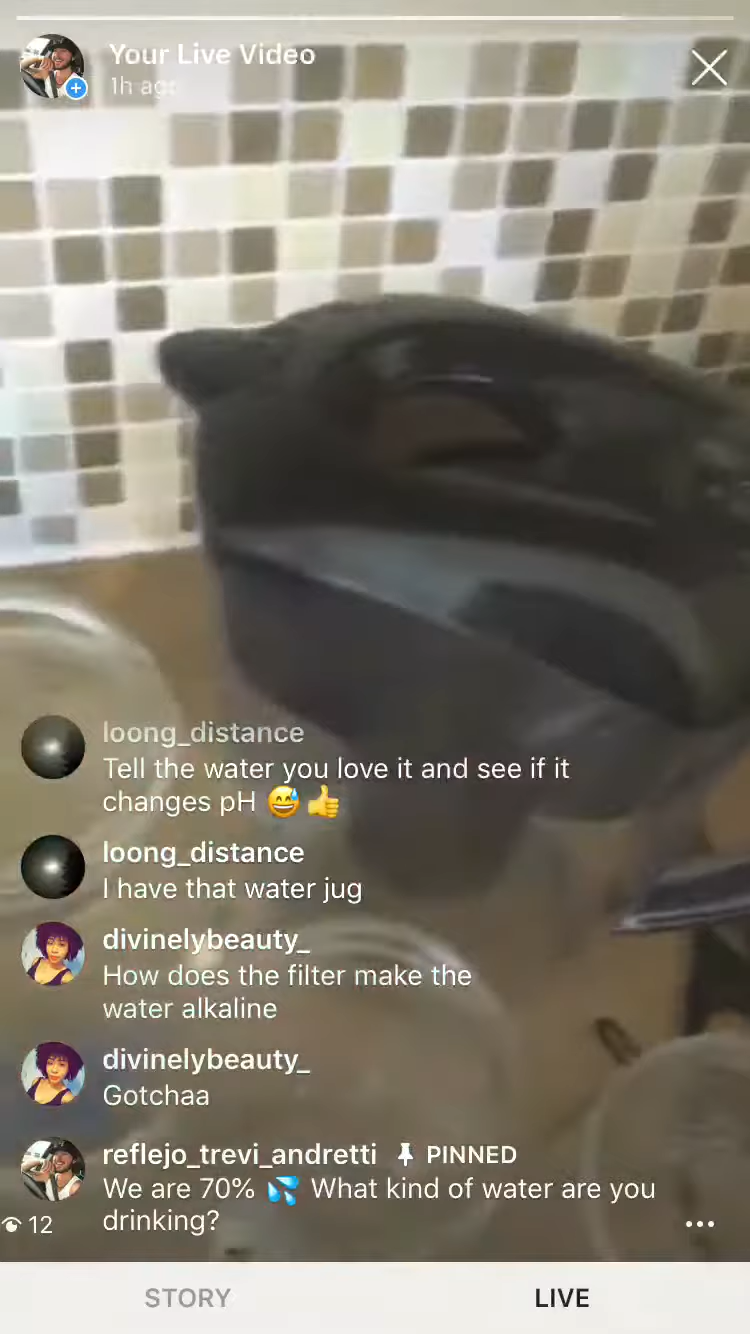 Your Live Video
1h ago
loong_distance
Tell the water you love it and see if it
changes pH 😅👍
loong_distance
I have that water jug
divinelybeauty_
How does the filter make the
water alkaline
divinelybeauty_
Gotchaa
reflejo_trevi_andretti PINNED
We are 70% 💦 What kind of water are you
drinking?
12
STORY LIVE